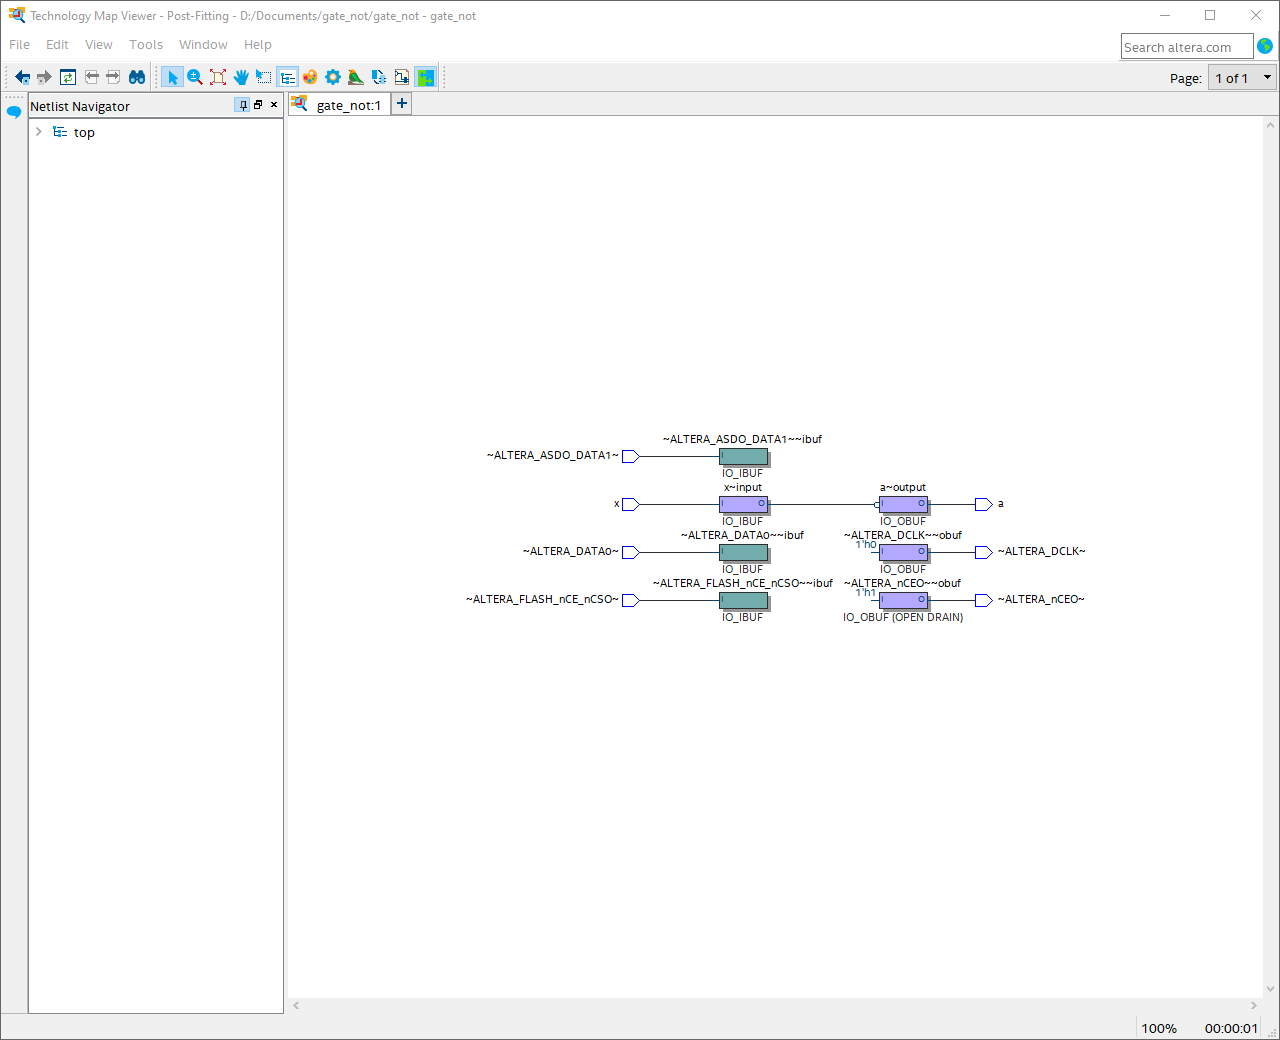 Technology Map Viewer - Post-Fitting - D:/Documents/gate_not/gate_not - gate_not
File Edit View Tools Window Help
Search altera.com
Page: 1 of 1
Netlist Navigator
gate_not:1
top
~ALTERA_ASDO_DATA1~~ibuf
~ALTERA_ASDO_DATA1~
I
IO_IBUF
x~input a~output
x I O I O a
IO_IBUF IO_OBUF
~ALTERA_DATA0~~ibuf ~ALTERA_DCLK~~obuf
~ALTERA_DATA0~ I 1'h0 I O ~ALTERA_DCLK~
IO_IBUF IO_OBUF
~ALTERA_FLASH_nCE_nCSO~~ibuf ~ALTERA_nCEO~~obuf
~ALTERA_FLASH_nCE_nCSO~ I 1'h1 I O ~ALTERA_nCEO~
IO_IBUF IO_OBUF (OPEN DRAIN)
100% 00:00:01